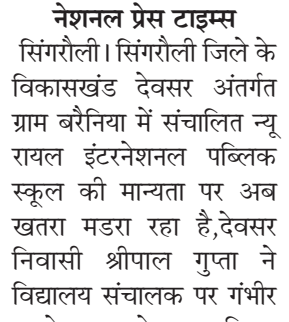 नेशनल प्रेस टाइम्स
सिंगरौली। सिंगरौली जिले के
विकासखंड देवसर अंतर्गत
ग्राम बरैनिया में संचालित न्यू
रायल इंटरनेशनल पब्लिक
स्कूल की मान्यता पर अब
खतरा मडरा रहा है,देवसर
निवासी श्रीपाल गुप्ता ने
विद्यालय संचालक पर गंभीर